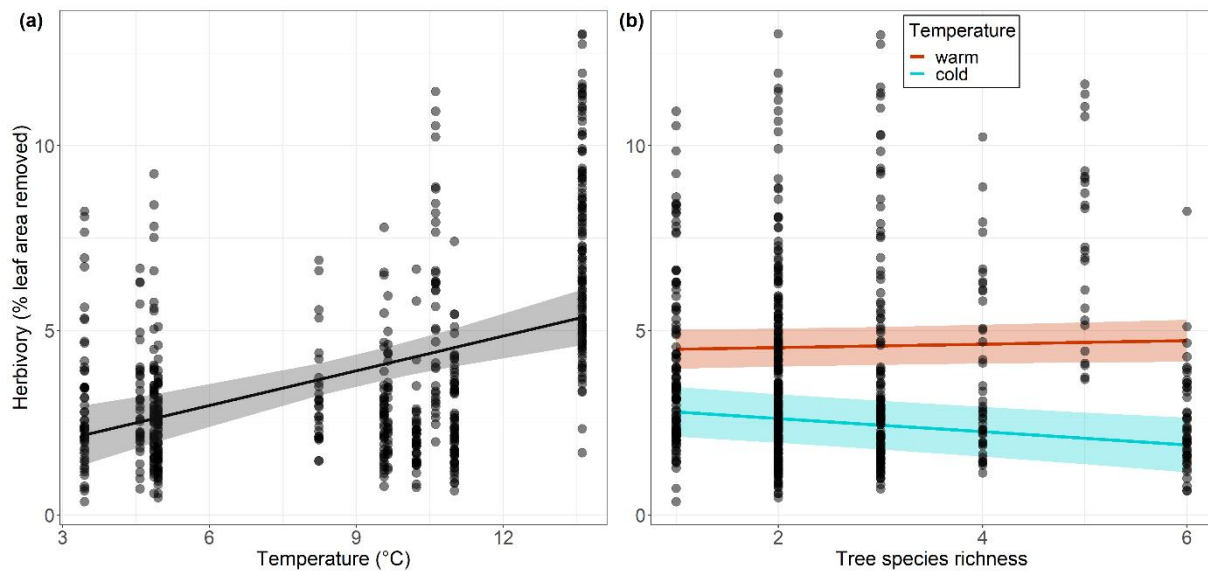 (a)
(b)
Temperature
warm
cold
Herbivory (% leaf area removed)
10
5
0
3
6
9
12
Temperature (°C)
10
5
0
2
4
6
Tree species richness